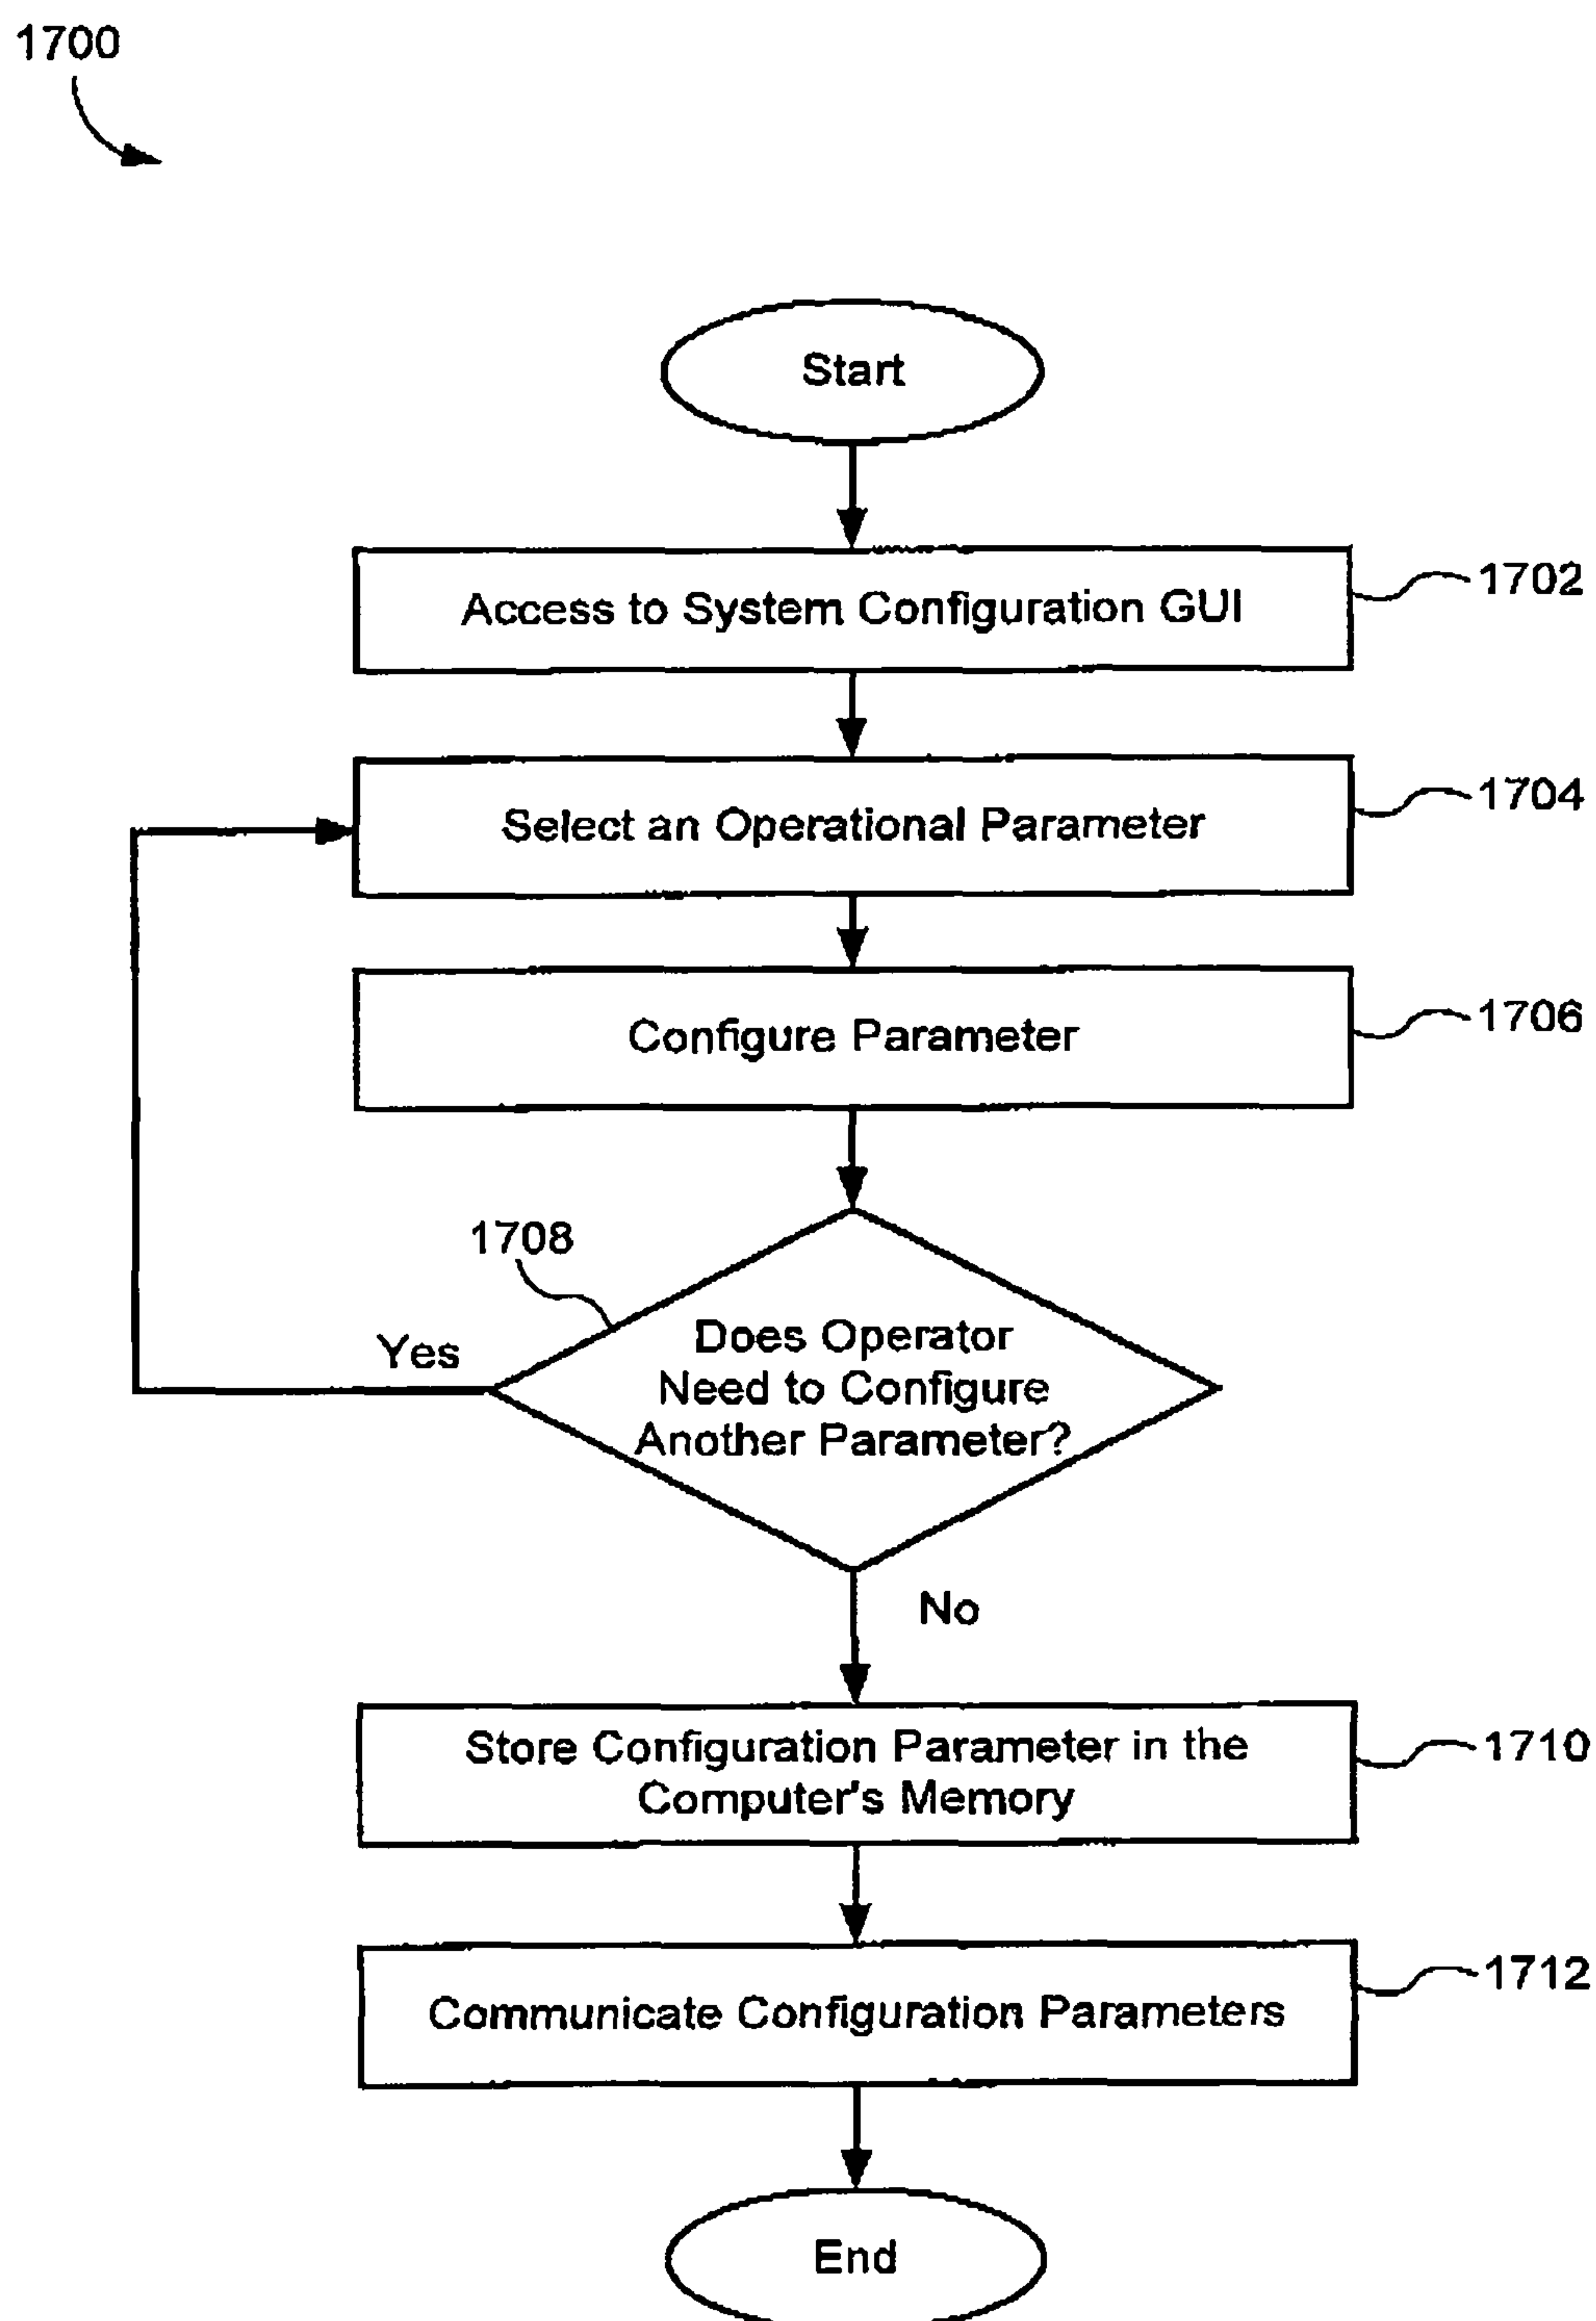 1700
Start
Access to System Configuration GUI
1702
Select an Operational Parameter
1704
Configure Parameter
1706
1708
Does Operator
Need to Configure
Another Parameter?
Yes
No
Store Configuration Parameter in the
Computer's Memory
1710
Communicate Configuration Parameters
1712
End